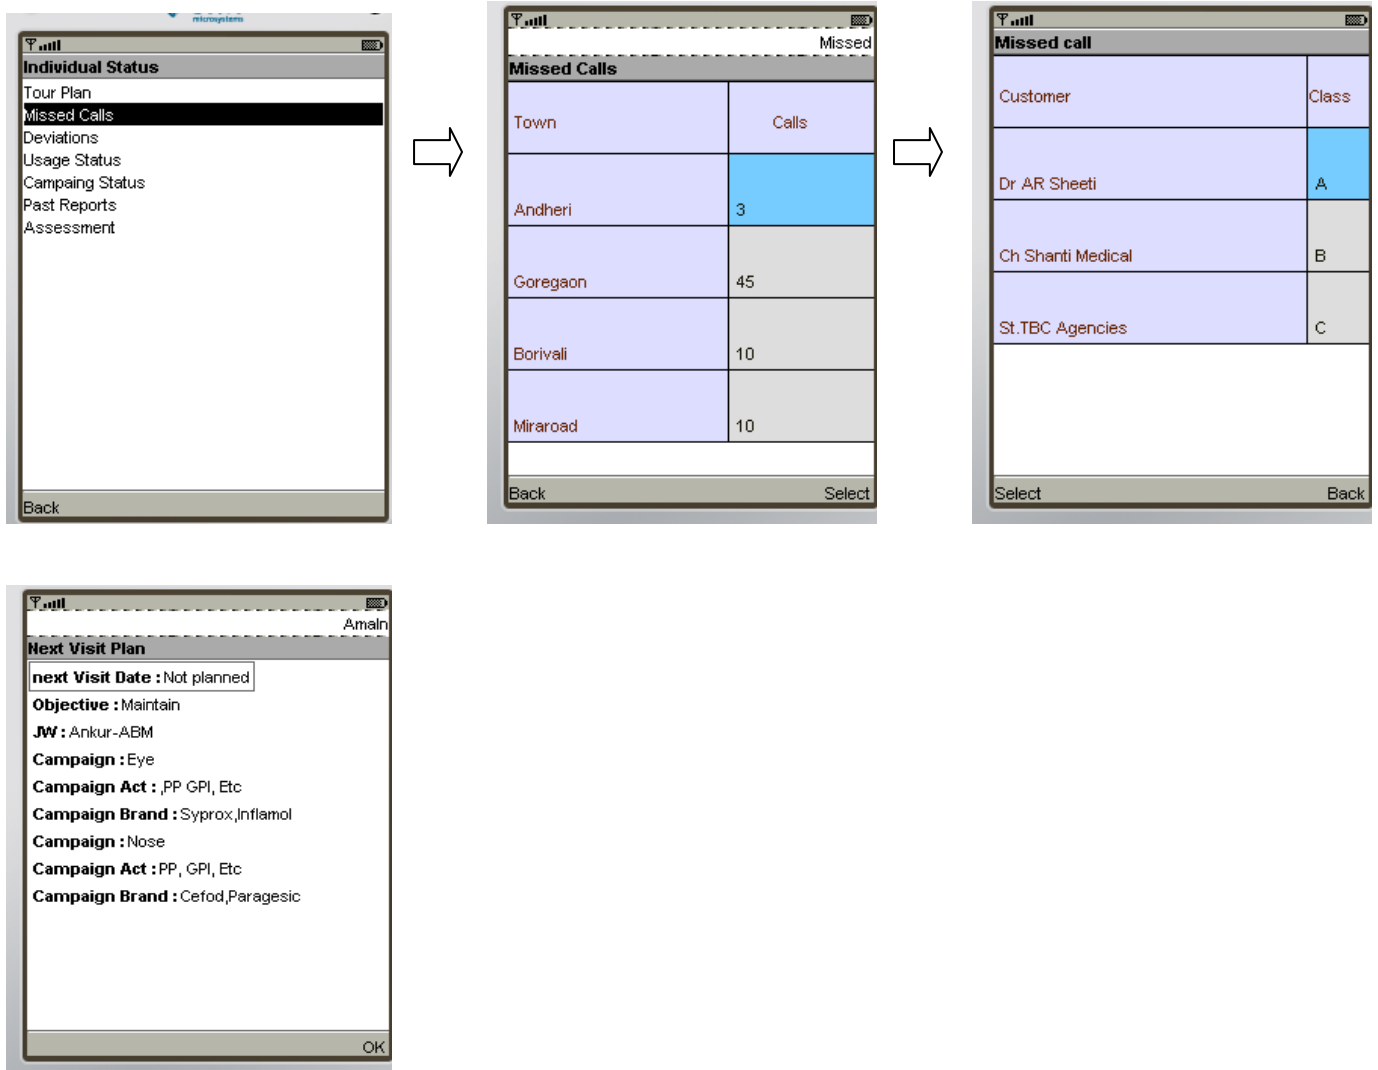 microsystems
Individual Status
Tour Plan
Missed Calls
Deviations
Usage Status
Campaing Status
Past Reports
Assessment
Back
Missed
Missed Calls
Town Calls
Andheri 3
Goregaon 45
Borivali 10
Miraroad 10
Back Select
Missed call
Customer Class
Dr AR Sheeti A
Ch Shanti Medical B
St.TBC Agencies C
Select Back
Amaln
Next Visit Plan
next Visit Date : Not planned
Objective : Maintain
JW : Ankur-ABM
Campaign : Eye
Campaign Act : ,PP GPI, Etc
Campaign Brand : Syprox,Inflamol
Campaign : Nose
Campaign Act : PP, GPI, Etc
Campaign Brand : Cefod,Paragesic
OK